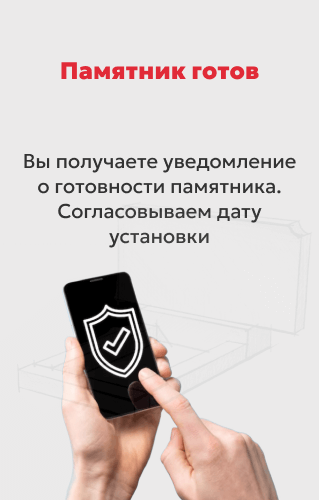 Памятник готов
Вы получаете уведомление
о готовности памятника.
Согласовываем дату
установки